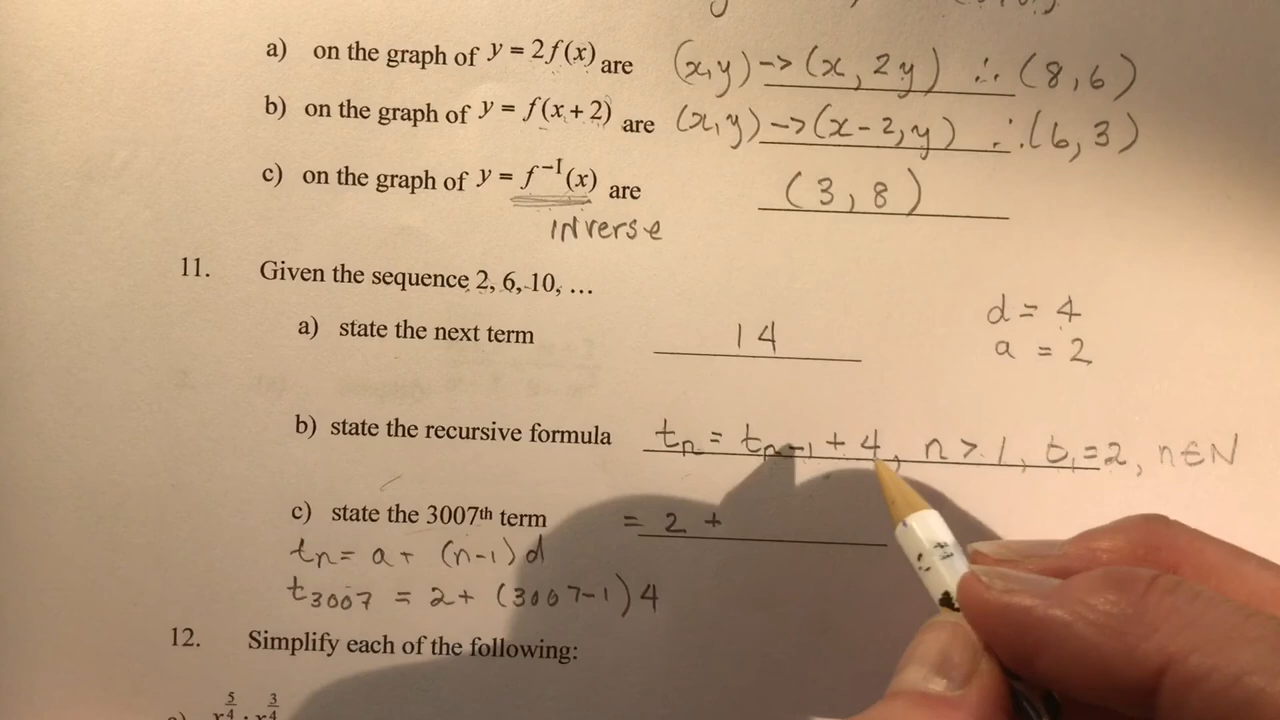 a) on the graph of y = 2f(x) are (x,y) -> (x, 2y) ∴ (8,6)
b) on the graph of y = f(x+2) are (x,y) -> (x-2, y) ∴ (6,3)
c) on the graph of y = f⁻¹(x) are (3,8)
inverse
11. Given the sequence 2, 6, 10, ...
d = 4
a) state the next term 14
a = 2
b) state the recursive formula tₙ = tₙ₋₁ + 4, n > 1, t₁ = 2, n∈N
c) state the 3007th term = 2 +
tₙ = a + (n-1)d
t₃₀₀₇ = 2 + (3007-1)4
12. Simplify each of the following: